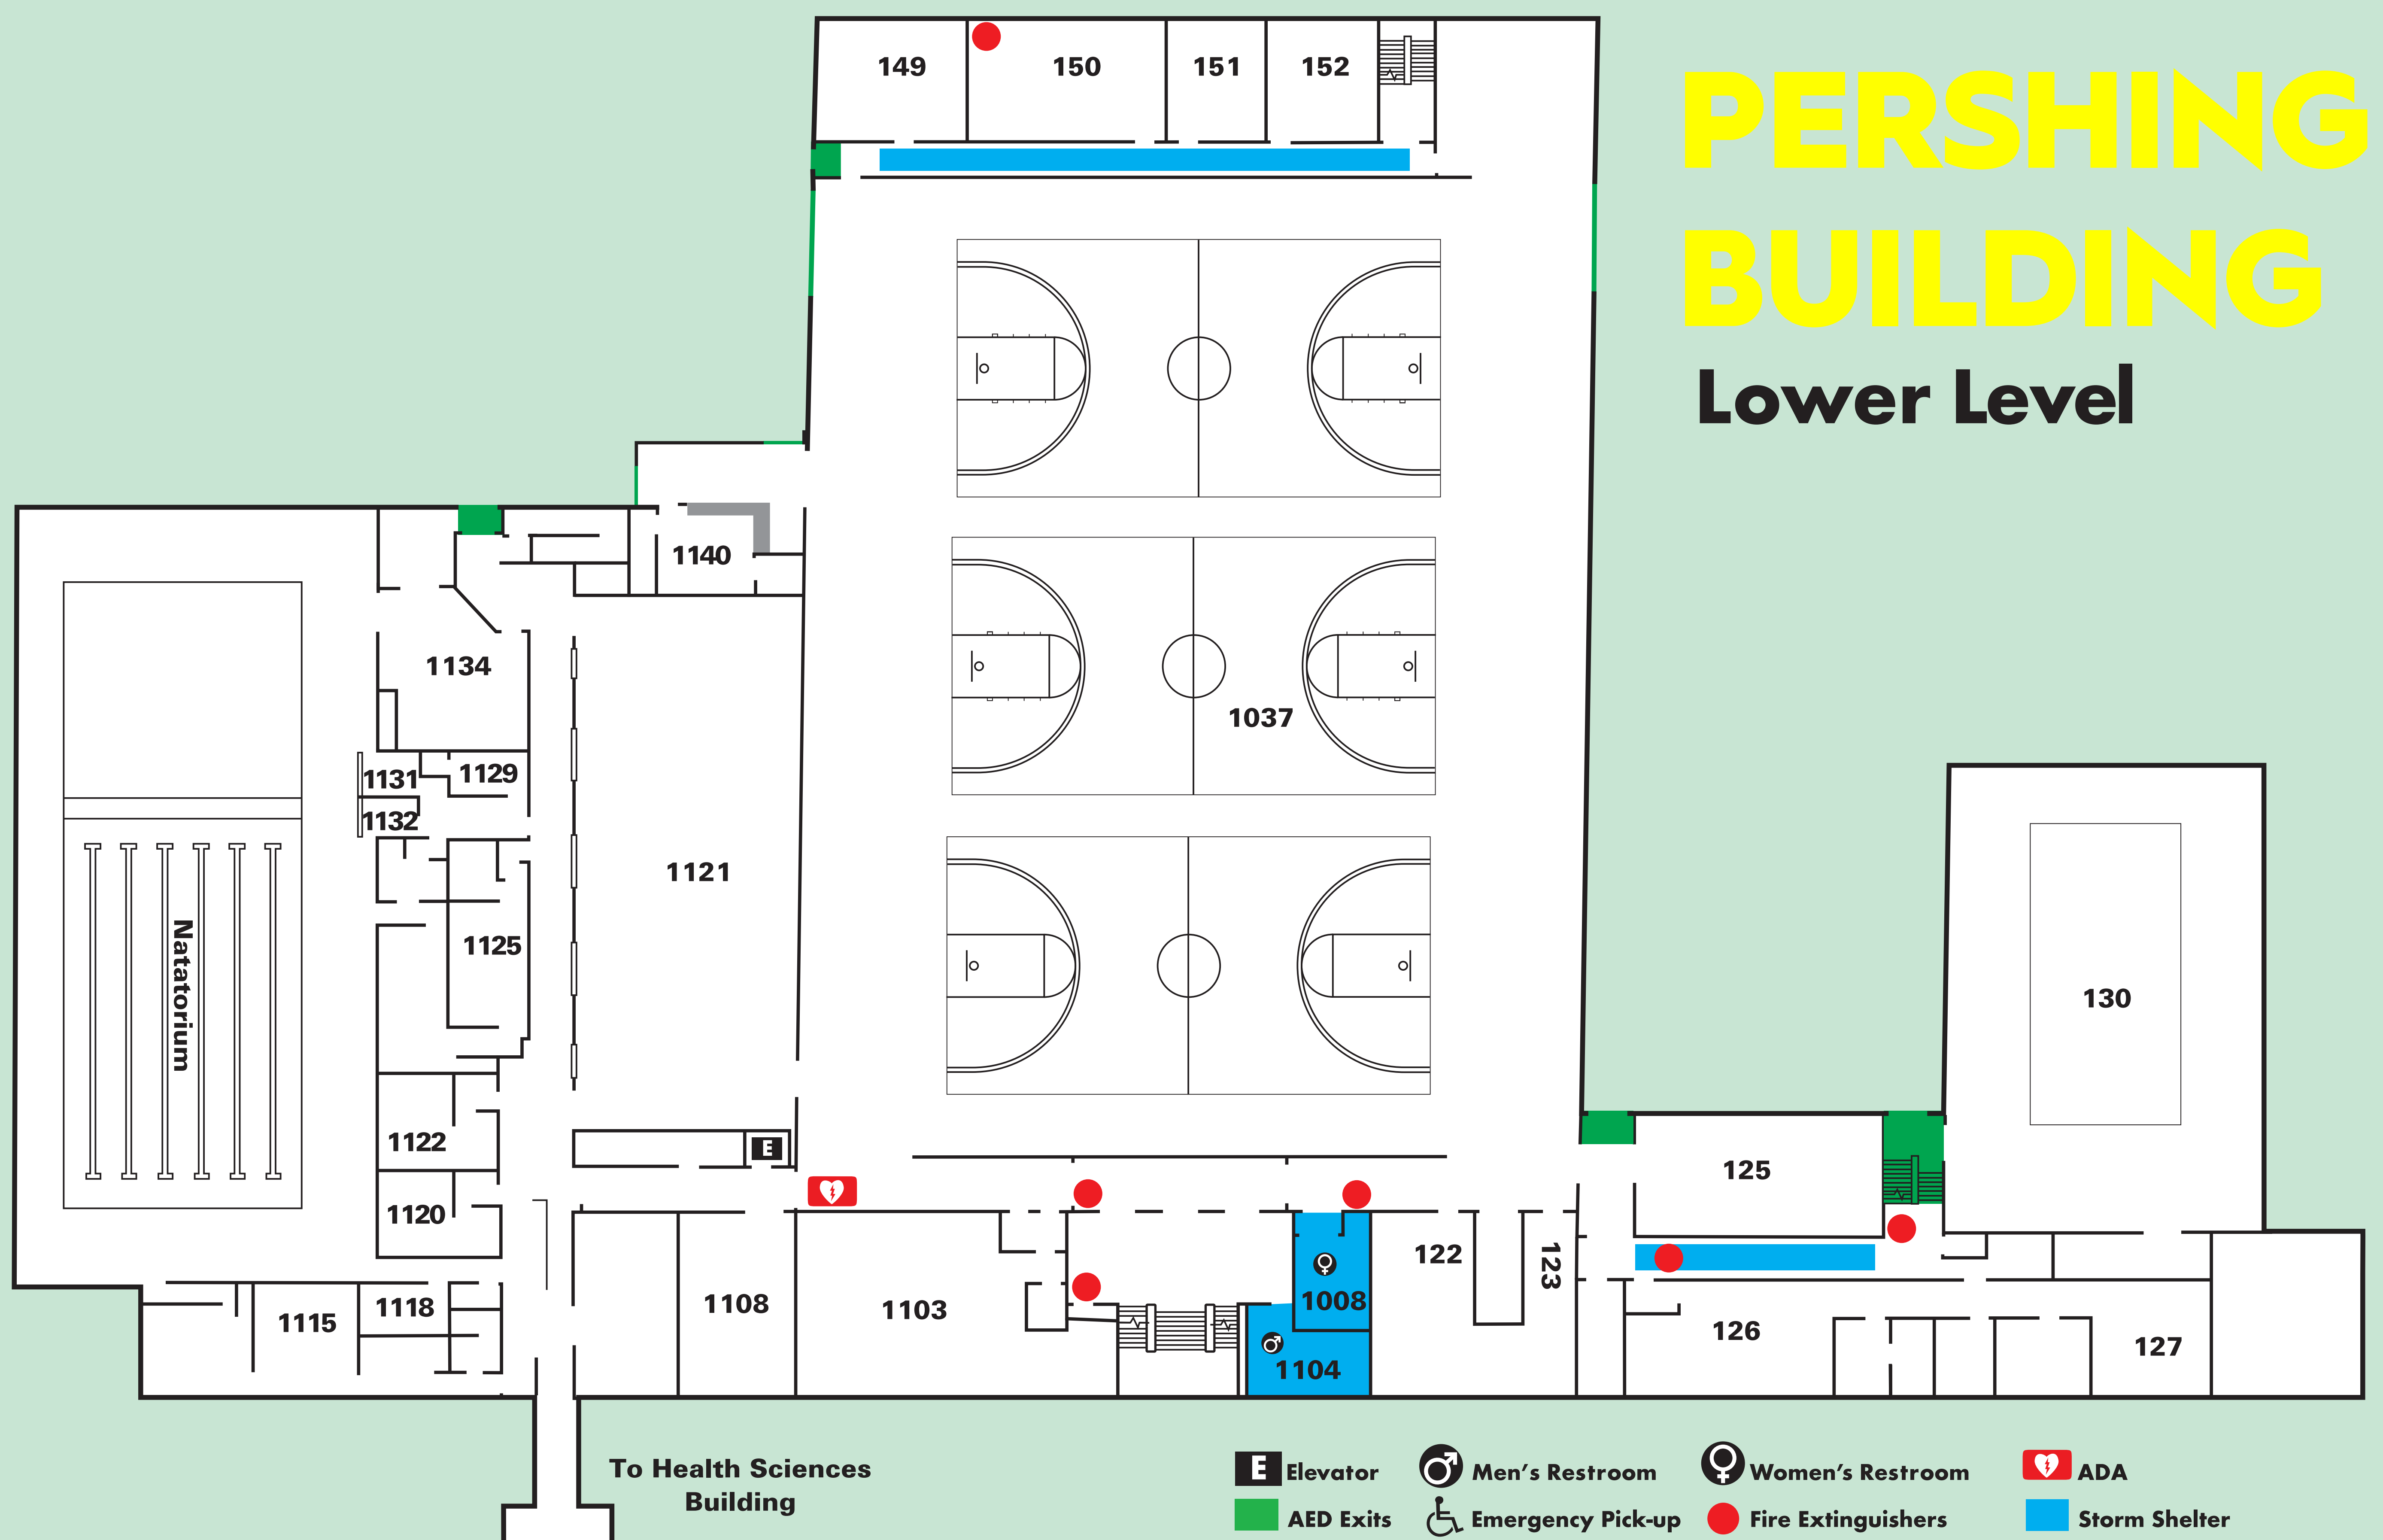 PERSHING
BUILDING
Lower Level
149
150
151
152
1140
1134
1037
1131
1129
1132
1121
1125
Natatorium
130
1122
E
125
1120
122
123
1008
1108
1103
1118
1115
126
127
1104
To Health Sciences
Building
E Elevator
Men's Restroom
Women's Restroom
ADA
AED Exits
Emergency Pick-up
Fire Extinguishers
Storm Shelter